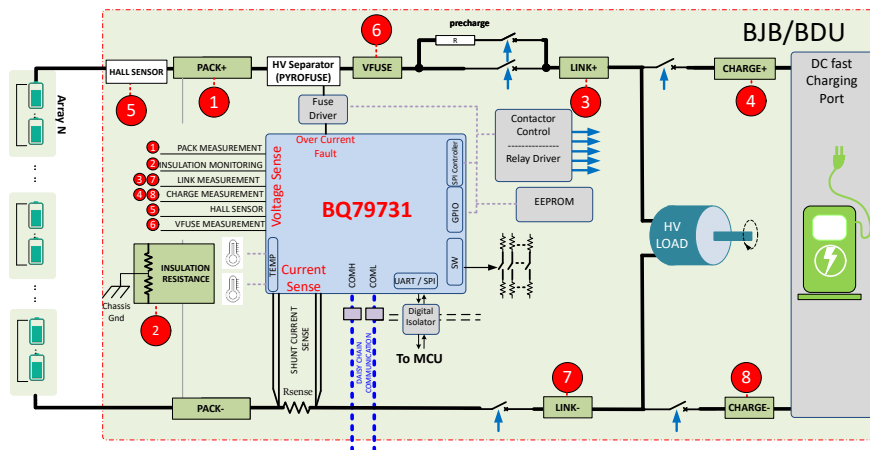 BJB/BDU
6
precharge
R
HALL SENSOR
PACK+
HV Separator
(PYROFUSE)
VFUSE
LINK+
CHARGE+
DC fast
Charging
Port
5
1
3
4
Array N
Fuse
Driver
Contactor
Control
---------------
Relay Driver
EEPROM
Over Current
Fault
SPI Controller
GPIO
SW
Voltage Sense
BQ79731
1 PACK MEASUREMENT
2 INSULATION MONITORING
3 7 LINK MEASUREMENT
4 8 CHARGE MEASUREMENT
5 HALL SENSOR
6 VFUSE MEASUREMENT
HV
LOAD
INSULATION
RESISTANCE
Chassis
Gnd
2
TEMP
Current
Sense
COMH
COML
UART / SPI
Digital
Isolator
To MCU
SHUNT CURRENT
SENSE
DAISY CHAIN
COMMUNICATION
Rsense
PACK-
7
LINK-
8
CHARGE-